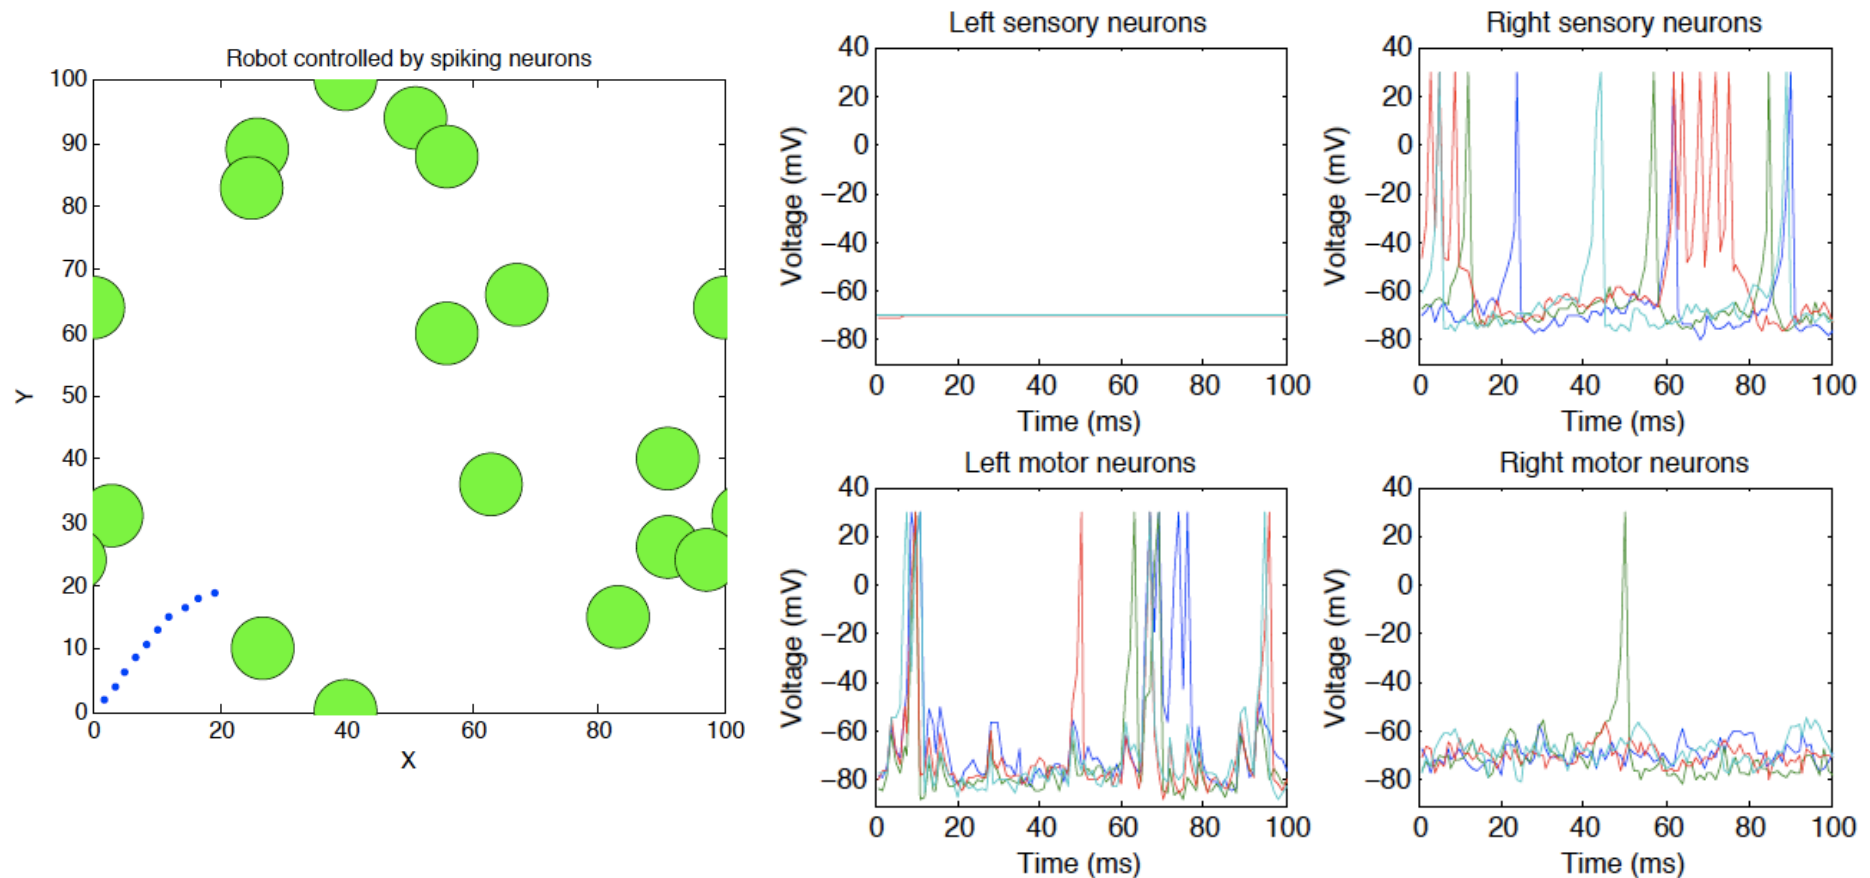 Robot controlled by spiking neurons
100
90
80
70
60
50
40
30
20
10
0
Y
0 20 40 60 80 100
X
Left sensory neurons
40
20
0
−20
−40
−60
−80
Voltage (mV)
0 20 40 60 80 100
Time (ms)
Right sensory neurons
40
20
0
−20
−40
−60
−80
Voltage (mV)
0 20 40 60 80 100
Time (ms)
Left motor neurons
40
20
0
−20
−40
−60
−80
Voltage (mV)
0 20 40 60 80 100
Time (ms)
Right motor neurons
40
20
0
−20
−40
−60
−80
Voltage (mV)
0 20 40 60 80 100
Time (ms)